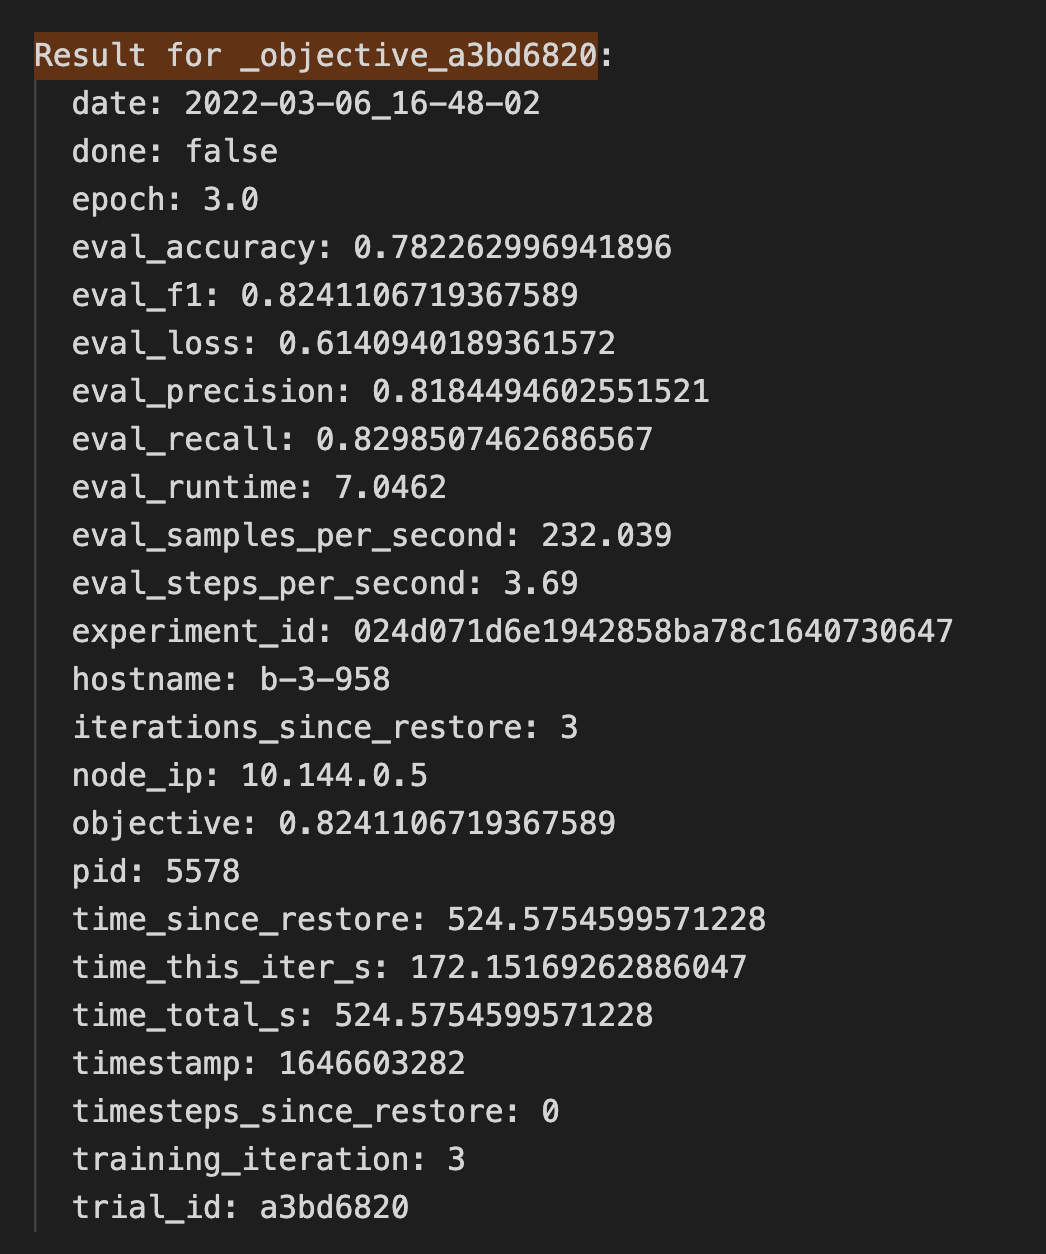 Result for _objective_a3bd6820:
date: 2022-03-06_16-48-02
done: false
epoch: 3.0
eval_accuracy: 0.782262996941896
eval_f1: 0.8241106719367589
eval_loss: 0.6140940189361572
eval_precision: 0.8184494602551521
eval_recall: 0.8298507462686567
eval_runtime: 7.0462
eval_samples_per_second: 232.039
eval_steps_per_second: 3.69
experiment_id: 024d071d6e1942858ba78c1640730647
hostname: b-3-958
iterations_since_restore: 3
node_ip: 10.144.0.5
objective: 0.8241106719367589
pid: 5578
time_since_restore: 524.5754599571228
time_this_iter_s: 172.15169262886047
time_total_s: 524.5754599571228
timestamp: 1646603282
timesteps_since_restore: 0
training_iteration: 3
trial_id: a3bd6820